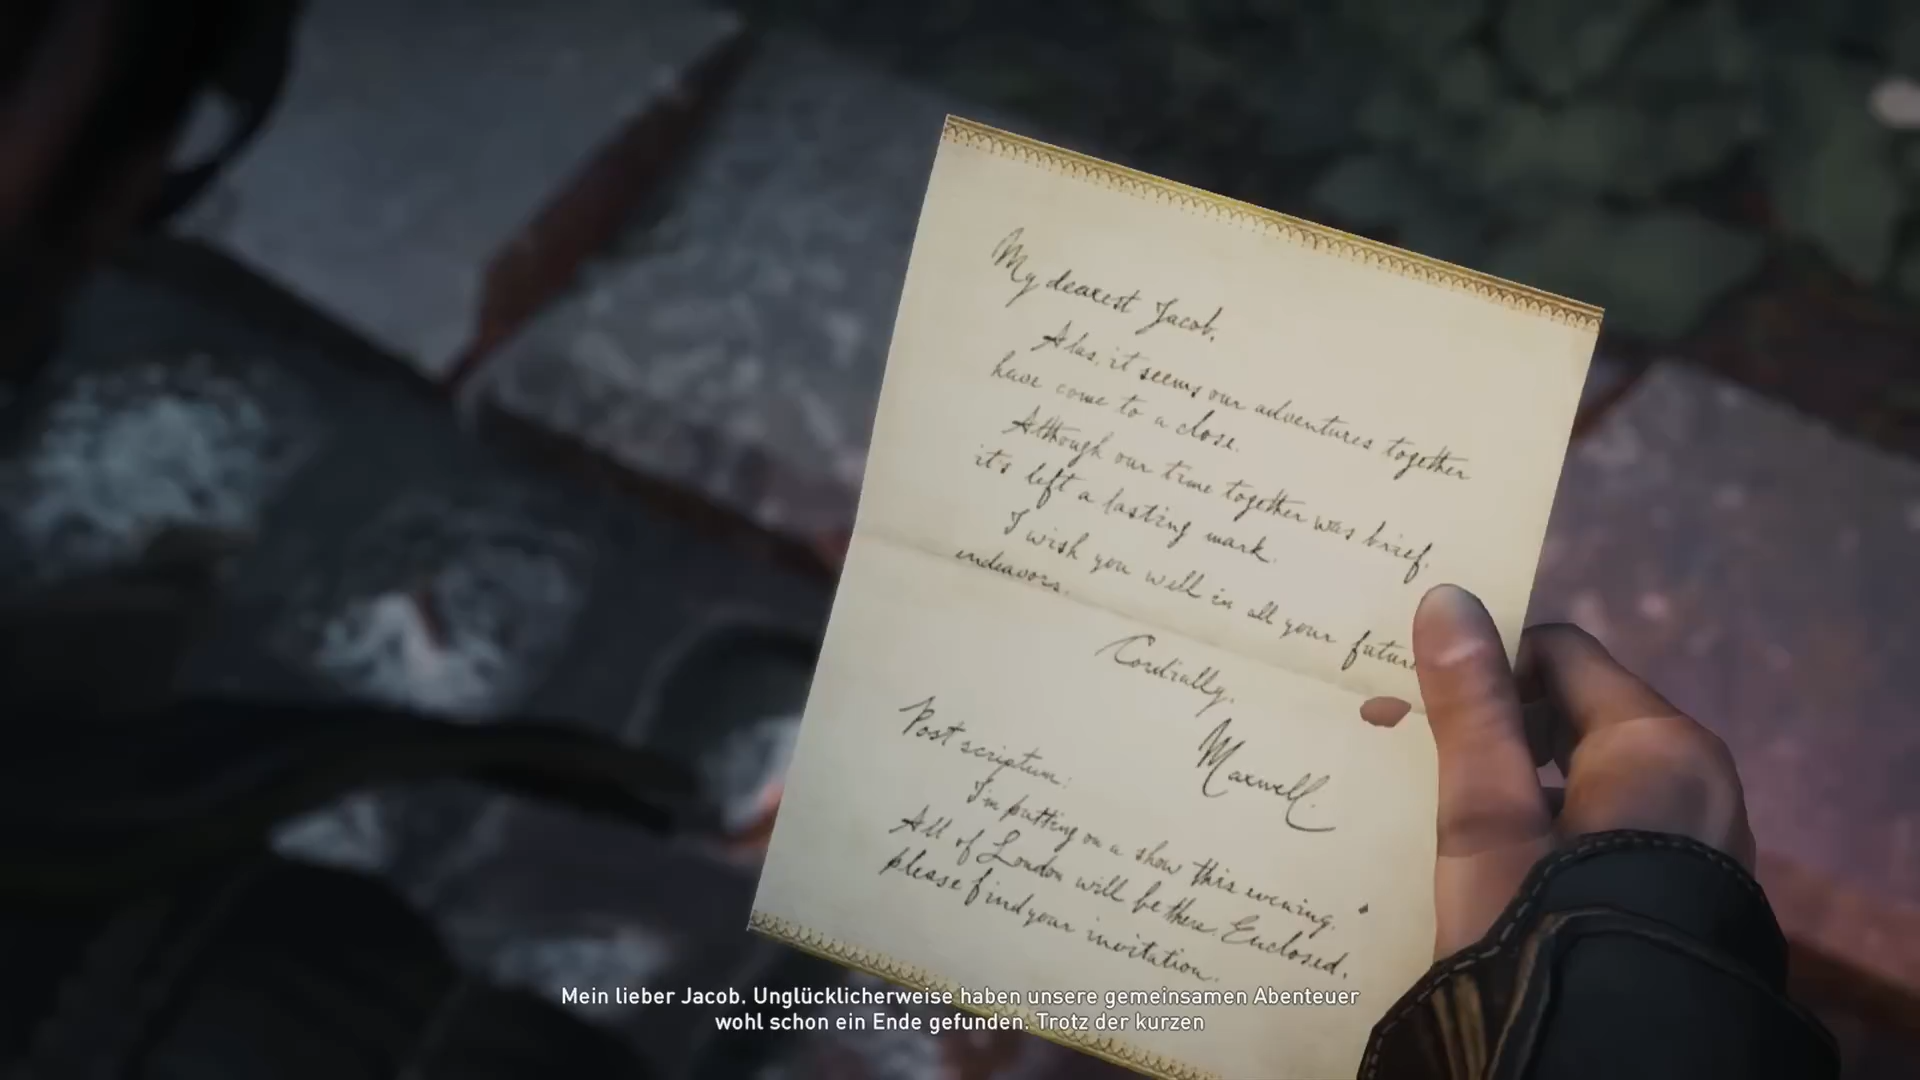 My dearest Jacob,
Alas, it seems our adventures together
have come to a close.
Although our time together was brief,
it's left a lasting mark.
I wish you well in all your future
endeavors.
Cordially,
Maxwell.
Post scriptum:
I'm putting on a show this evening.
All of London will be there. Enclosed,
please find your invitation.
Mein lieber Jacob. Unglücklicherweise haben unsere gemeinsamen Abenteuer
wohl schon ein Ende gefunden. Trotz der kurzen